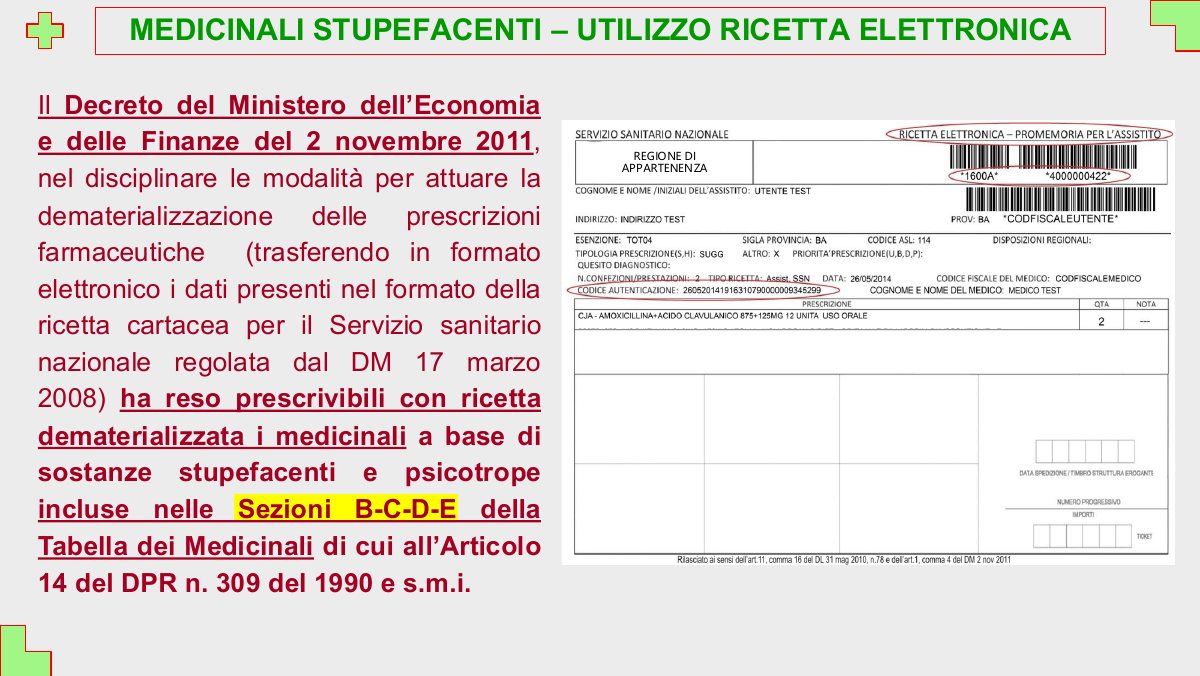 MEDICINALI STUPEFACENTI – UTILIZZO RICETTA ELETTRONICA
Il Decreto del Ministero dell’Economia
e delle Finanze del 2 novembre 2011,
nel disciplinare le modalità per attuare la
dematerializzazione delle prescrizioni
farmaceutiche (trasferendo in formato
elettronico i dati presenti nel formato della
ricetta cartacea per il Servizio sanitario
nazionale regolata dal DM 17 marzo
2008) ha reso prescrivibili con ricetta
dematerializzata i medicinali a base di
sostanze stupefacenti e psicotrope
incluse nelle Sezioni B-C-D-E della
Tabella dei Medicinali di cui all’Articolo
14 del DPR n. 309 del 1990 e s.m.i.
SERVIZIO SANITARIO NAZIONALE
RICETTA ELETTRONICA – PROMEMORIA PER L’ASSISTITO
REGIONE DI
APPARTENENZA
*1600A* *4000000422*
COGNOME E NOME /INIZIALI DELL’ASSISTITO: UTENTE TEST
INDIRIZZO: INDIRIZZO TEST
PROV: BA *CODFISCALEUTENTE*
ESENZIONE: TOT04 SIGLA PROVINCIA: BA CODICE ASL: 114 DISPOSIZIONI REGIONALI:
TIPOLOGIA PRESCRIZIONE(S,H): SUGG ALTRO: X PRIORITA’PRESCRIZIONE(U,B,D,P):
QUESITO DIAGNOSTICO:
N.CONFEZIONI/PRESTAZIONI: 2 TIPO RICETTA: Assist. SSN DATA: 26/05/2014 CODICE FISCALE DEL MEDICO: CODFISCALEMEDICO
CODICE AUTENTICAZIONE: 260520141916310790000009345299 COGNOME E NOME DEL MEDICO: MEDICO TEST
PRESCRIZIONE QTA NOTA
CJA - AMOXICILLINA+ACIDO CLAVULANICO 875+125MG 12 UNITA USO ORALE
2 ---
DATA SPEDIZIONE / TIMBRO STRUTTURA EROGANTE
NUMERO PROGRESSIVO
IMPORTI
TICKET
Rilasciato ai sensi dell’art.11, comma 16 del DL 31 mag 2010, n.78 e dell’art.1, comma 4 del DM 2 nov 2011